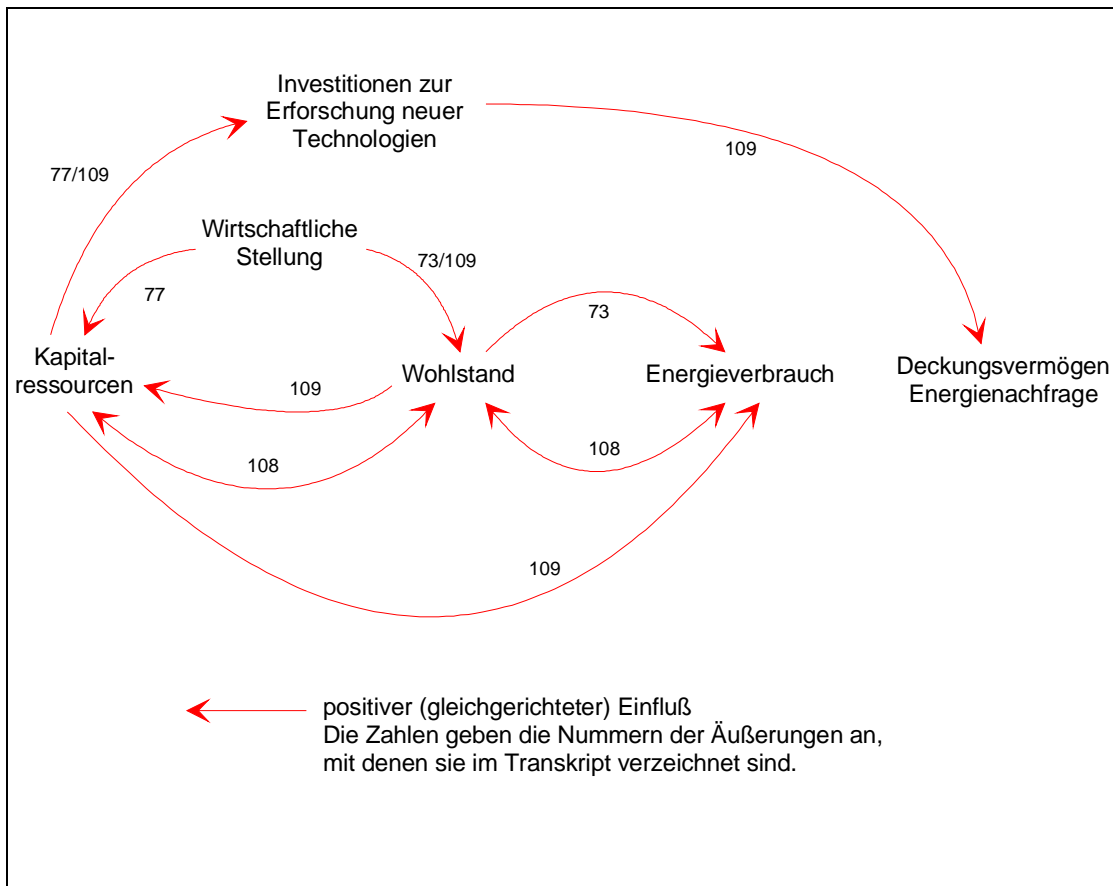 Investitionen zur
Erforschung neuer
Technologien
109
77/109
Wirtschaftliche
Stellung
73/109
77
73
Kapital-
ressourcen
Wohlstand
Energieverbrauch
Deckungsvermögen
Energienachfrage
109
108
108
109
positiver (gleichgerichteter) Einfluß
Die Zahlen geben die Nummern der Äußerungen an,
mit denen sie im Transkript verzeichnet sind.